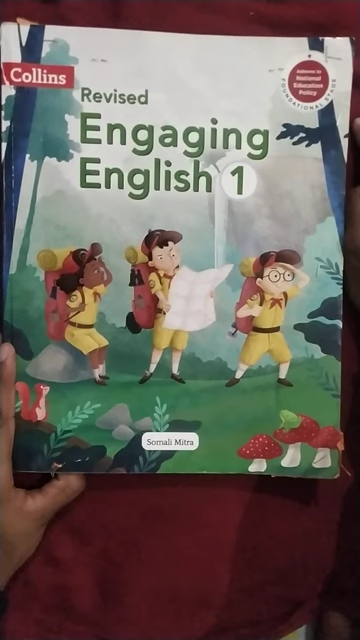 Collins
Revised
Engaging
English 1
Adheres to
National
Education
Policy
FOUNDATIONAL STAGE
Somali Mitra